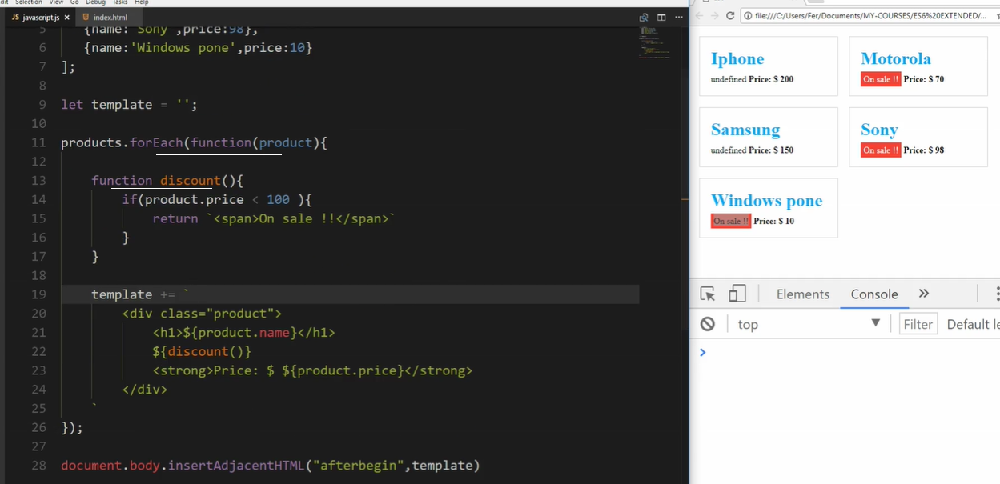 dit Selection View Go Debug Tasks Help
JS javascript.js × index.html ···
5 {name:'Sony',price:98},
6 {name:'Windows pone',price:10}
7 ];
8
9 let template = '';
10
11 products.forEach(function(product){
12
13 function discount(){
14 if(product.price < 100 ){
15 return `<span>On sale !!</span>`
16 }
17 }
18
19 template += `
20 <div class="product">
21 <h1>${product.name}</h1>
22 ${discount()}
23 <strong>Price: $ ${product.price}</strong>
24 </div>
25 `
26 });
27
28 document.body.insertAdjacentHTML("afterbegin",template)
file:///C:/Users/Fer/Documents/MY-COURSES/ES6%20EXTENDED/...
Iphone
undefined Price: $ 200
Motorola
On sale !! Price: $ 70
Samsung
undefined Price: $ 150
Sony
On sale !! Price: $ 98
Windows pone
On sale !! Price: $ 10
Elements Console »
top ▼ Filter Default le
>